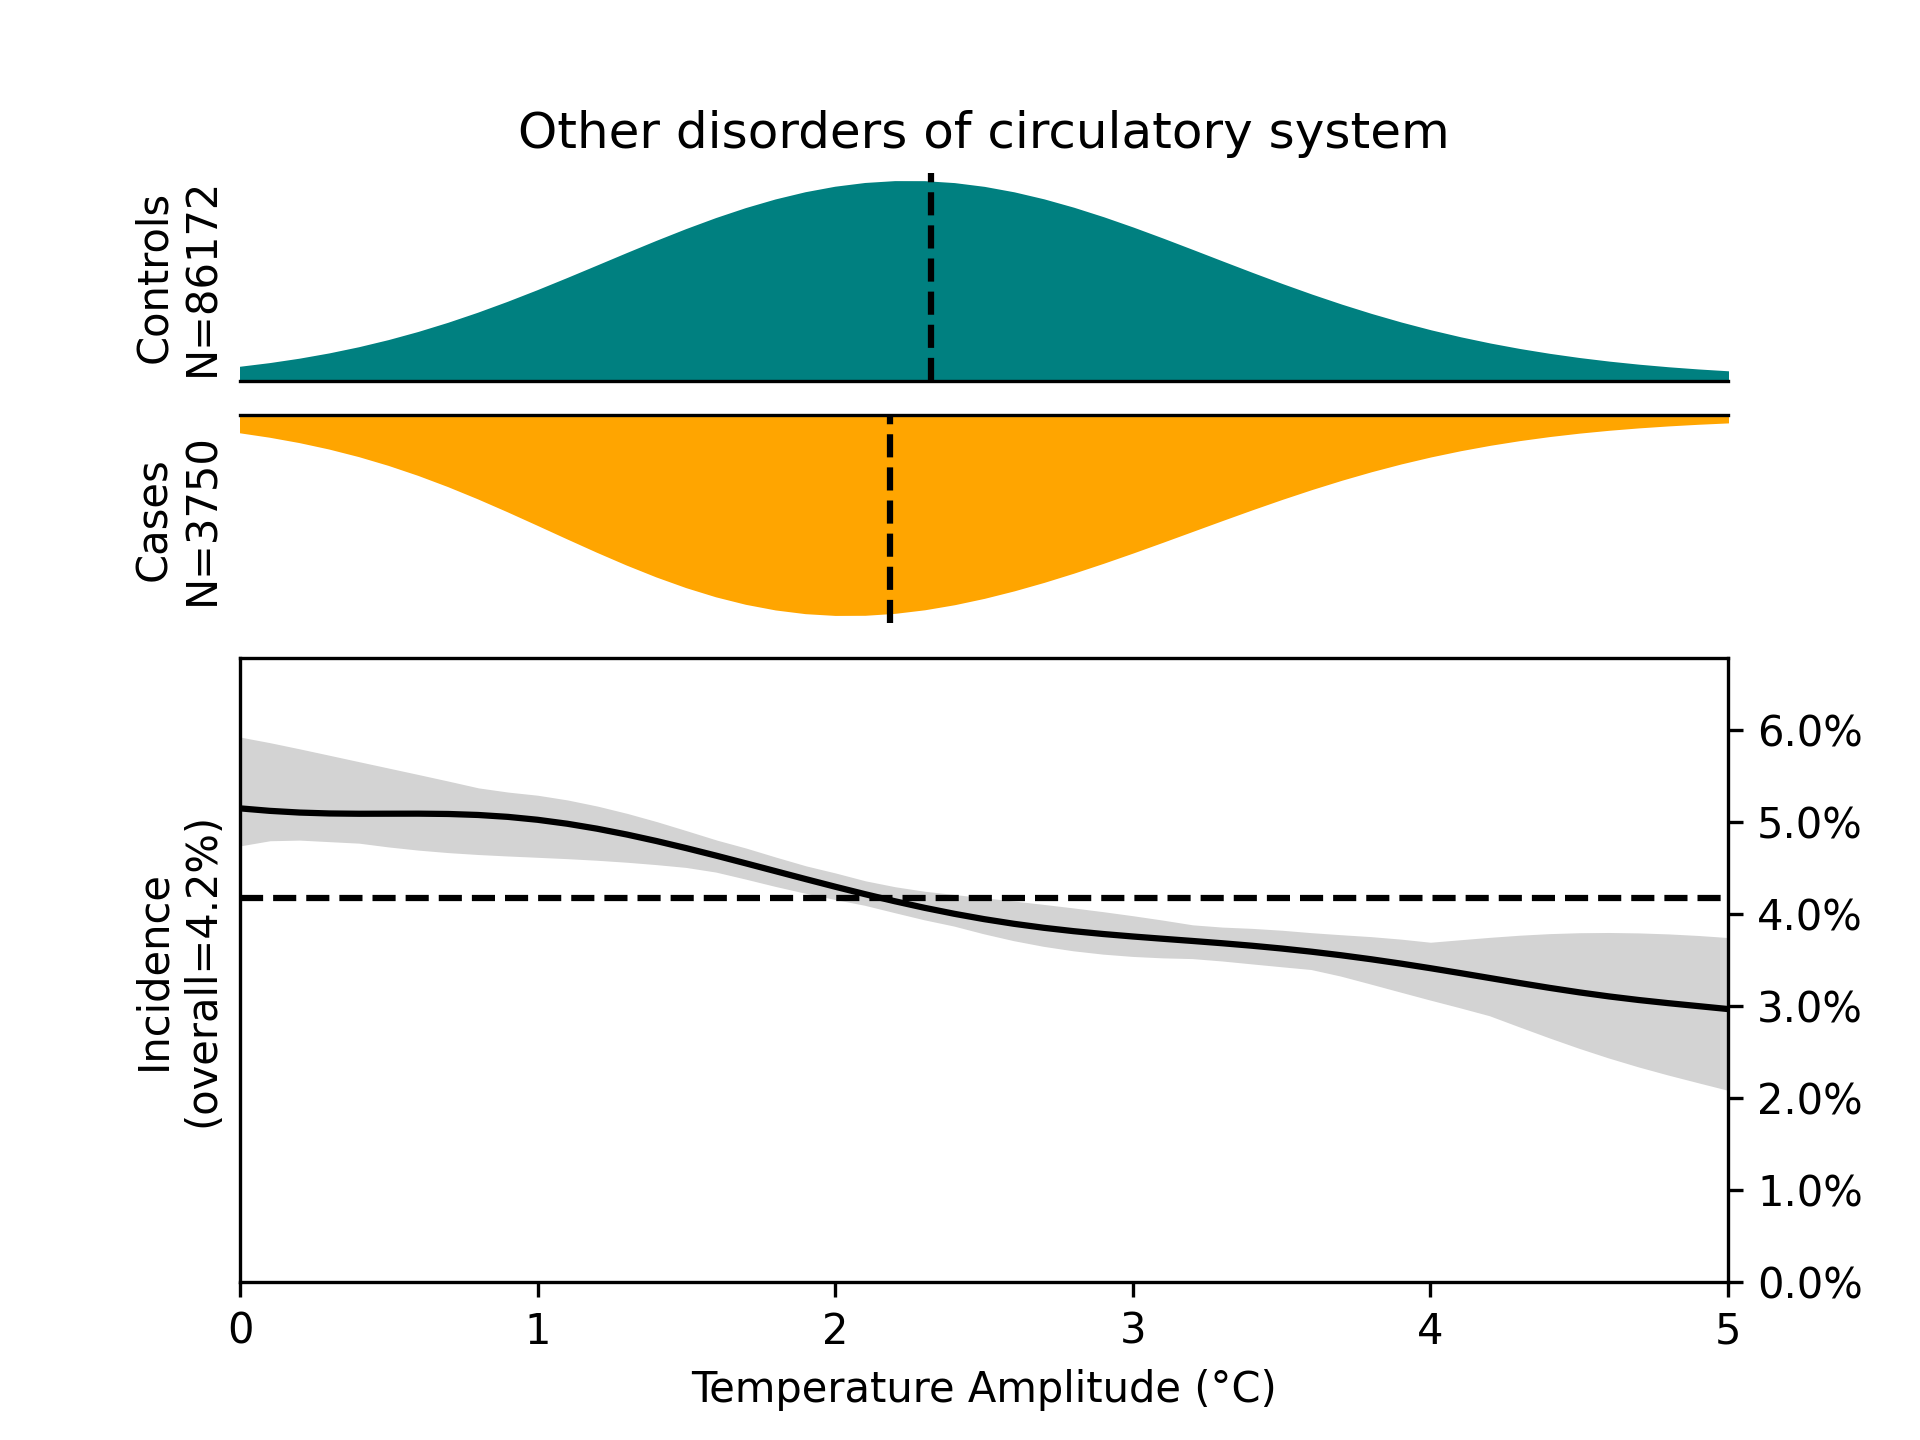 Other disorders of circulatory system
Controls
N=86172
Cases
N=3750
Incidence
(overall=4.2%)
6.0%
5.0%
4.0%
3.0%
2.0%
1.0%
0.0%
0 1 2 3 4 5
Temperature Amplitude (°C)